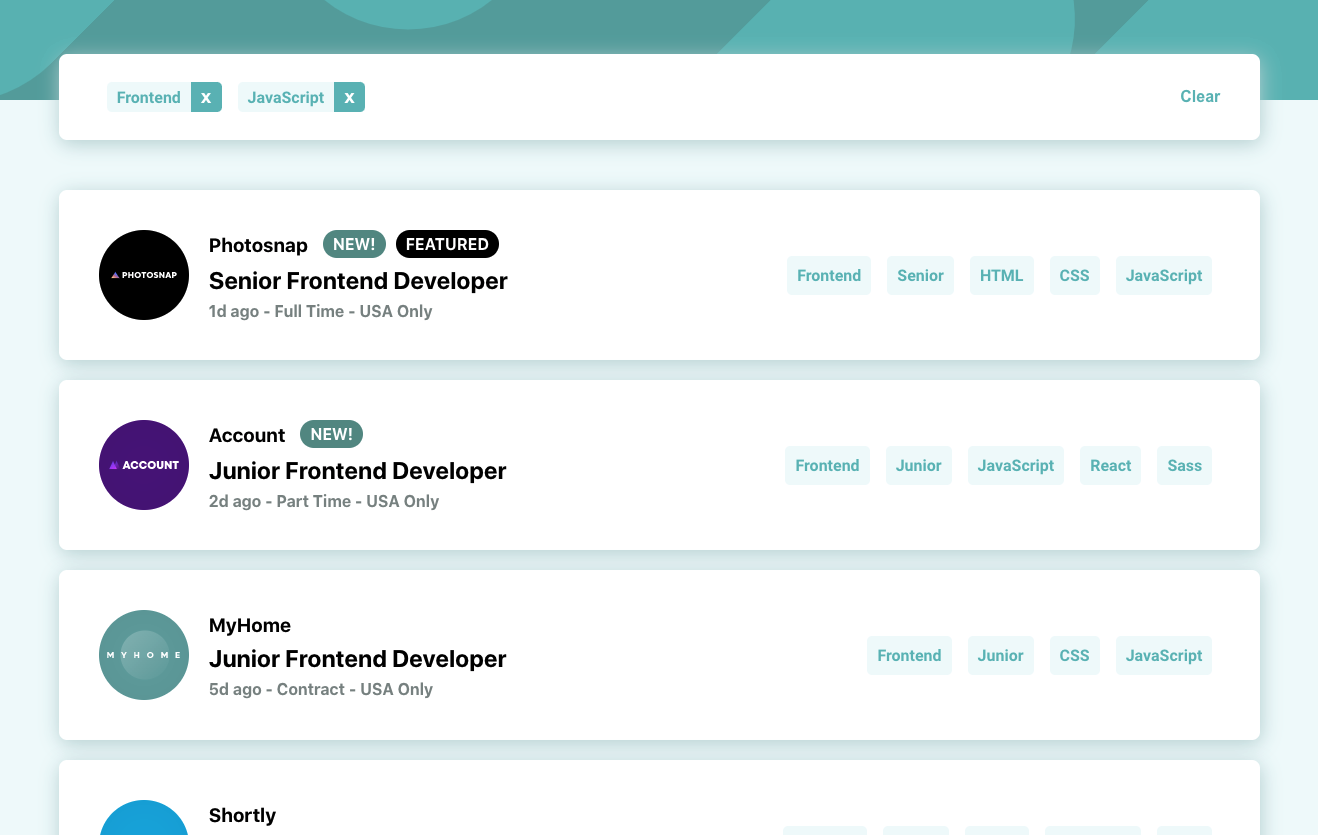 Frontend X JavaScript X Clear
PHOTOSNAP
Photosnap NEW! FEATURED
Senior Frontend Developer
1d ago - Full Time - USA Only
Frontend Senior HTML CSS JavaScript
ACCOUNT
Account NEW!
Junior Frontend Developer
2d ago - Part Time - USA Only
Frontend Junior JavaScript React Sass
MYHOME
MyHome
Junior Frontend Developer
5d ago - Contract - USA Only
Frontend Junior CSS JavaScript
Shortly